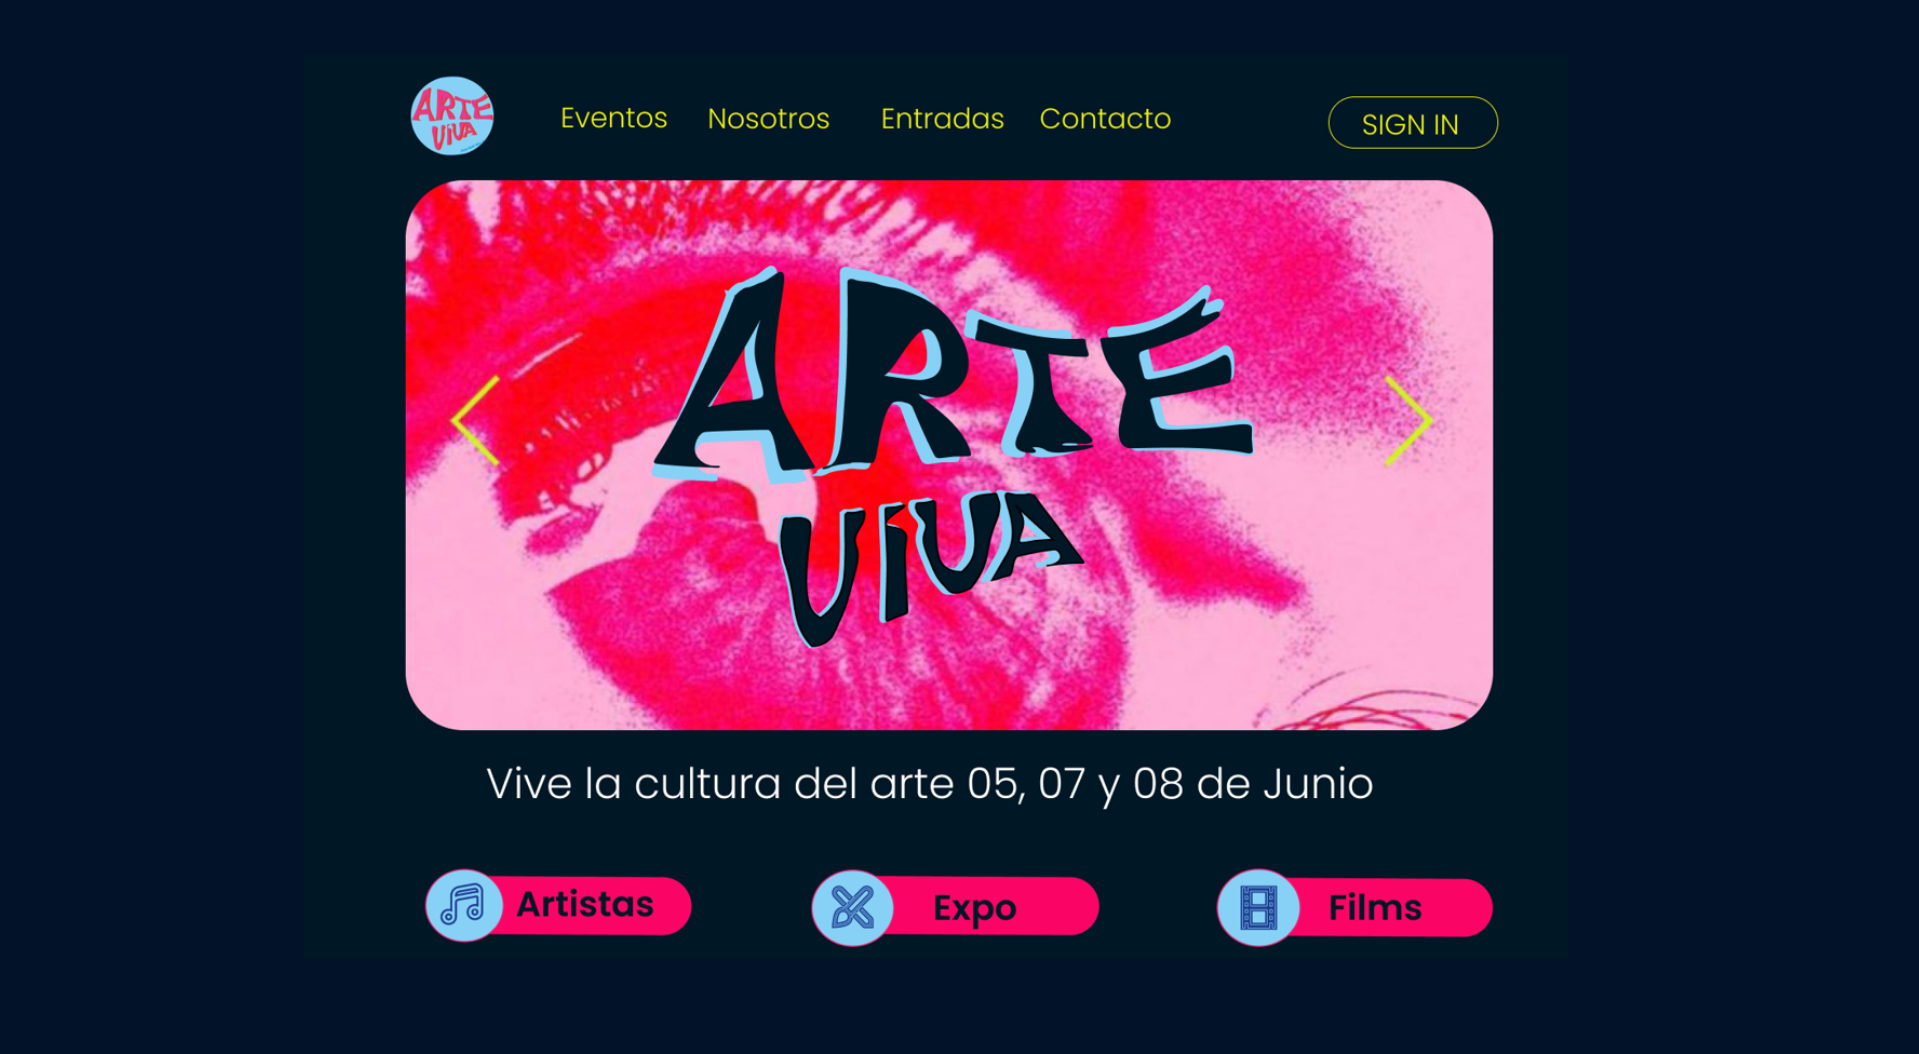 ARTE
VIVA
Eventos Nosotros Entradas Contacto
SIGN IN
ARTE
VIVA
Vive la cultura del arte 05, 07 y 08 de Junio
Artistas
Expo
Films